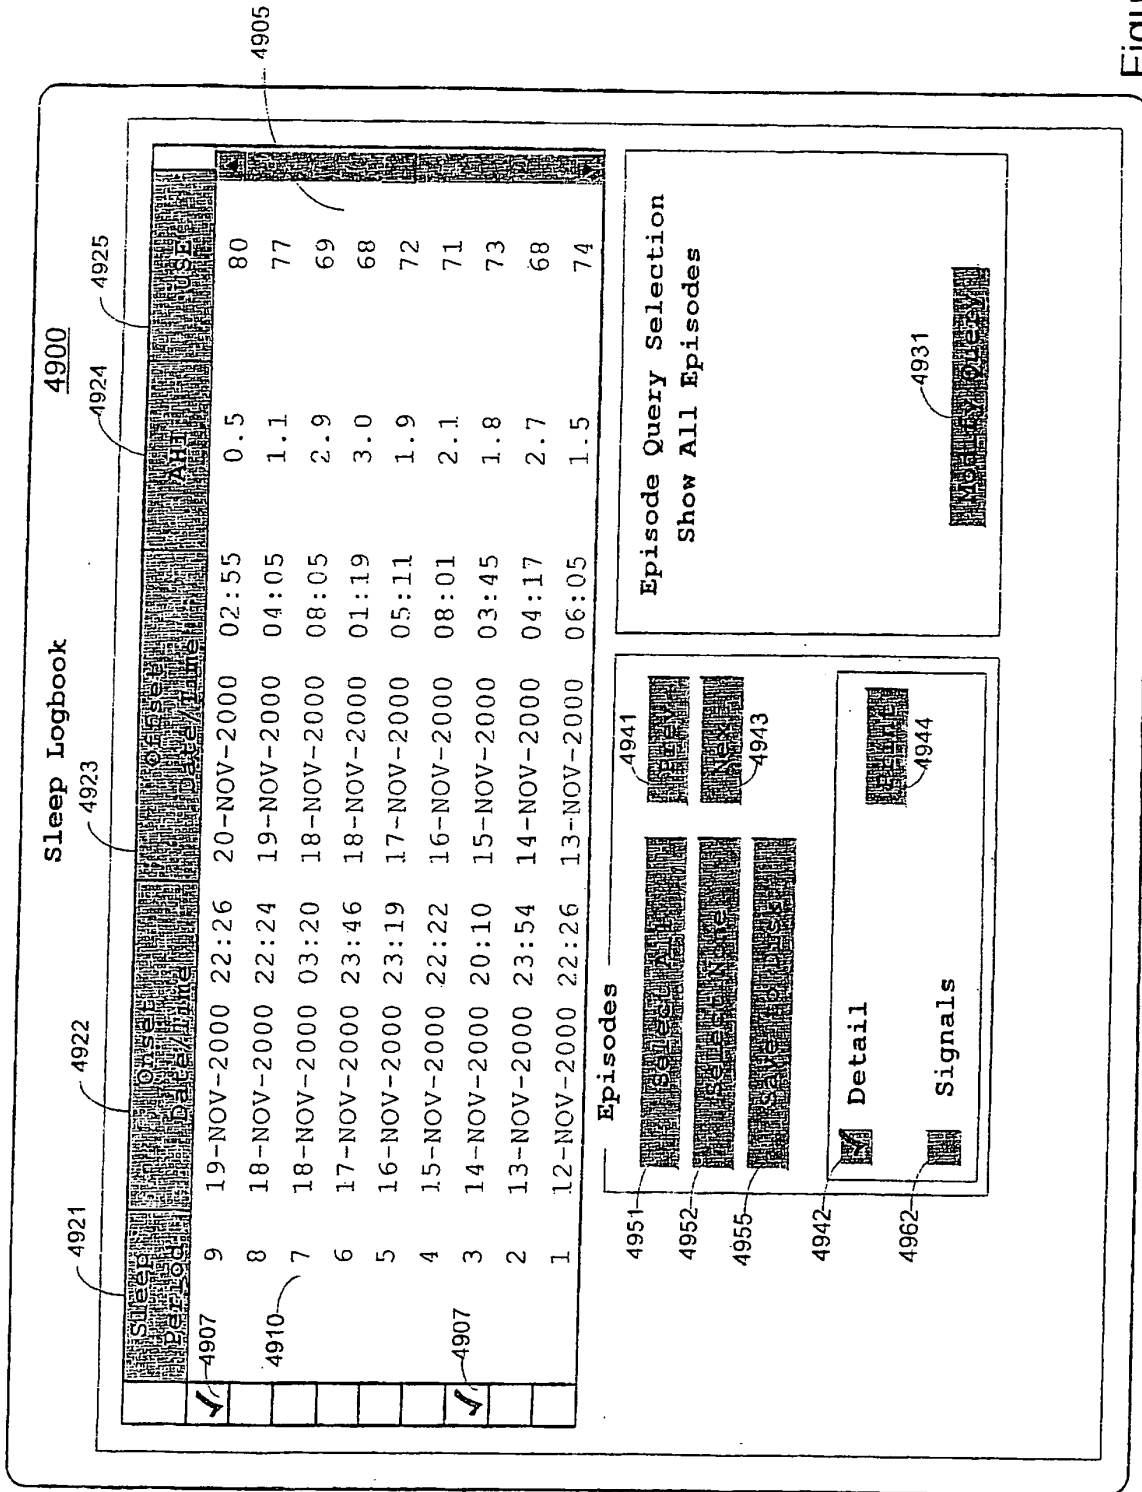 4900
Sleep Logbook
4921 4922 4923 4924 4925
Sleep Period Onset Date/Time Offset Date/Time AHI USE
4907 9 19-NOV-2000 22:26 20-NOV-2000 02:55 0.5 80
8 18-NOV-2000 22:24 19-NOV-2000 04:05 1.1 77
4910 7 18-NOV-2000 03:20 18-NOV-2000 08:05 2.9 69
6 17-NOV-2000 23:46 18-NOV-2000 01:19 3.0 68
5 16-NOV-2000 23:19 17-NOV-2000 05:11 1.9 72
4 15-NOV-2000 22:22 16-NOV-2000 08:01 2.1 71
4907 3 14-NOV-2000 20:10 15-NOV-2000 03:45 1.8 73
2 13-NOV-2000 23:54 14-NOV-2000 04:17 2.7 68
1 12-NOV-2000 22:26 13-NOV-2000 06:05 1.5 74
4905
Episodes
4951 Select All
4952 Select None
4955 Save to Disk
4941 Prev
4943 Next
4942 Detail
4962 Signals
4944 Print
Episode Query Selection
Show All Episodes
4931 Modify Query